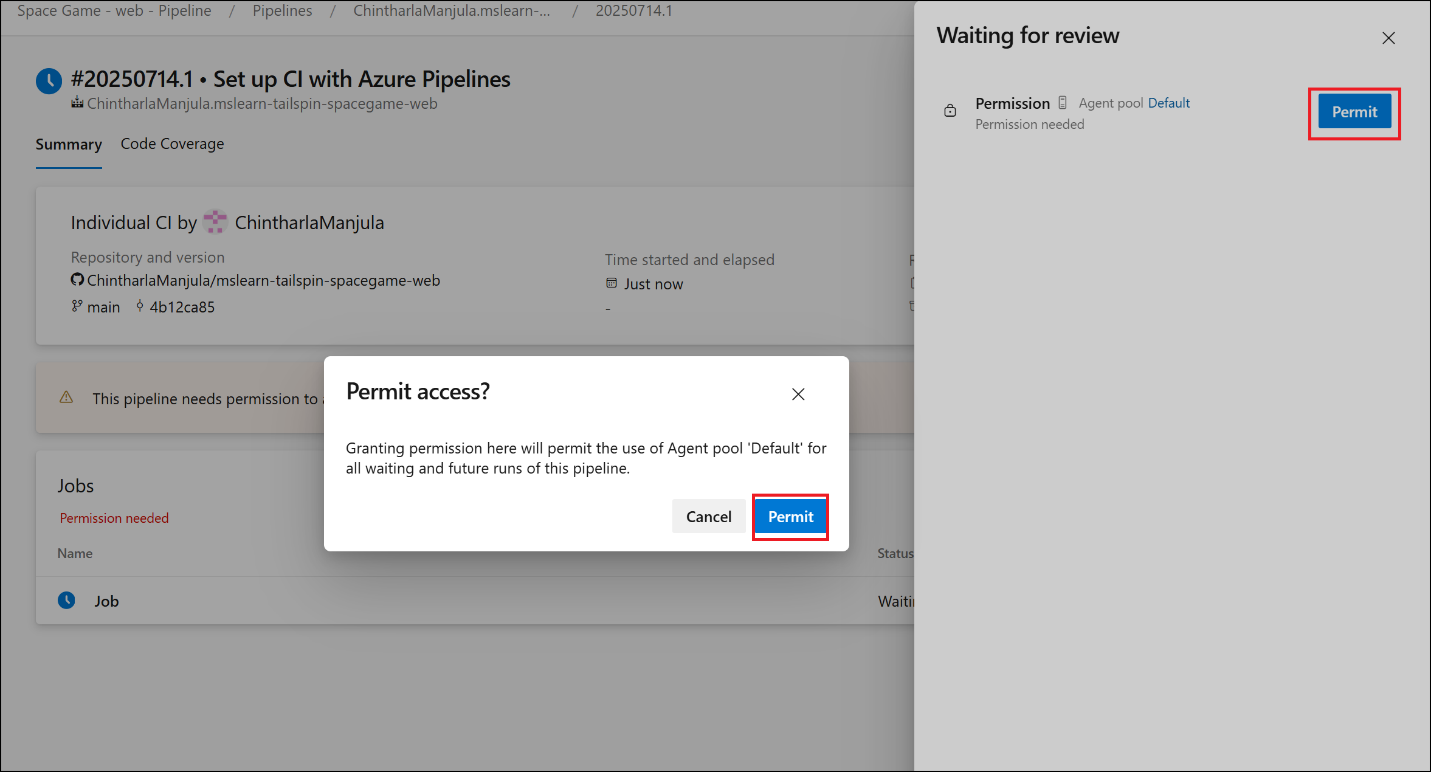 Space Game - web - Pipeline / Pipelines / ChintharlaManjula.mslearn-... / 20250714.1
#20250714.1 • Set up CI with Azure Pipelines
ChintharlaManjula.mslearn-tailspin-spacegame-web
Summary Code Coverage
Individual CI by ChintharlaManjula
Repository and version
ChintharlaManjula/mslearn-tailspin-spacegame-web
main 4b12ca85
Time started and elapsed
Just now
-
This pipeline needs permission to
Jobs
Permission needed
Name Status
Job
Permit access?
Granting permission here will permit the use of Agent pool 'Default' for
all waiting and future runs of this pipeline.
Cancel Permit
Waiting for review
Permission Agent pool Default
Permission needed
Permit